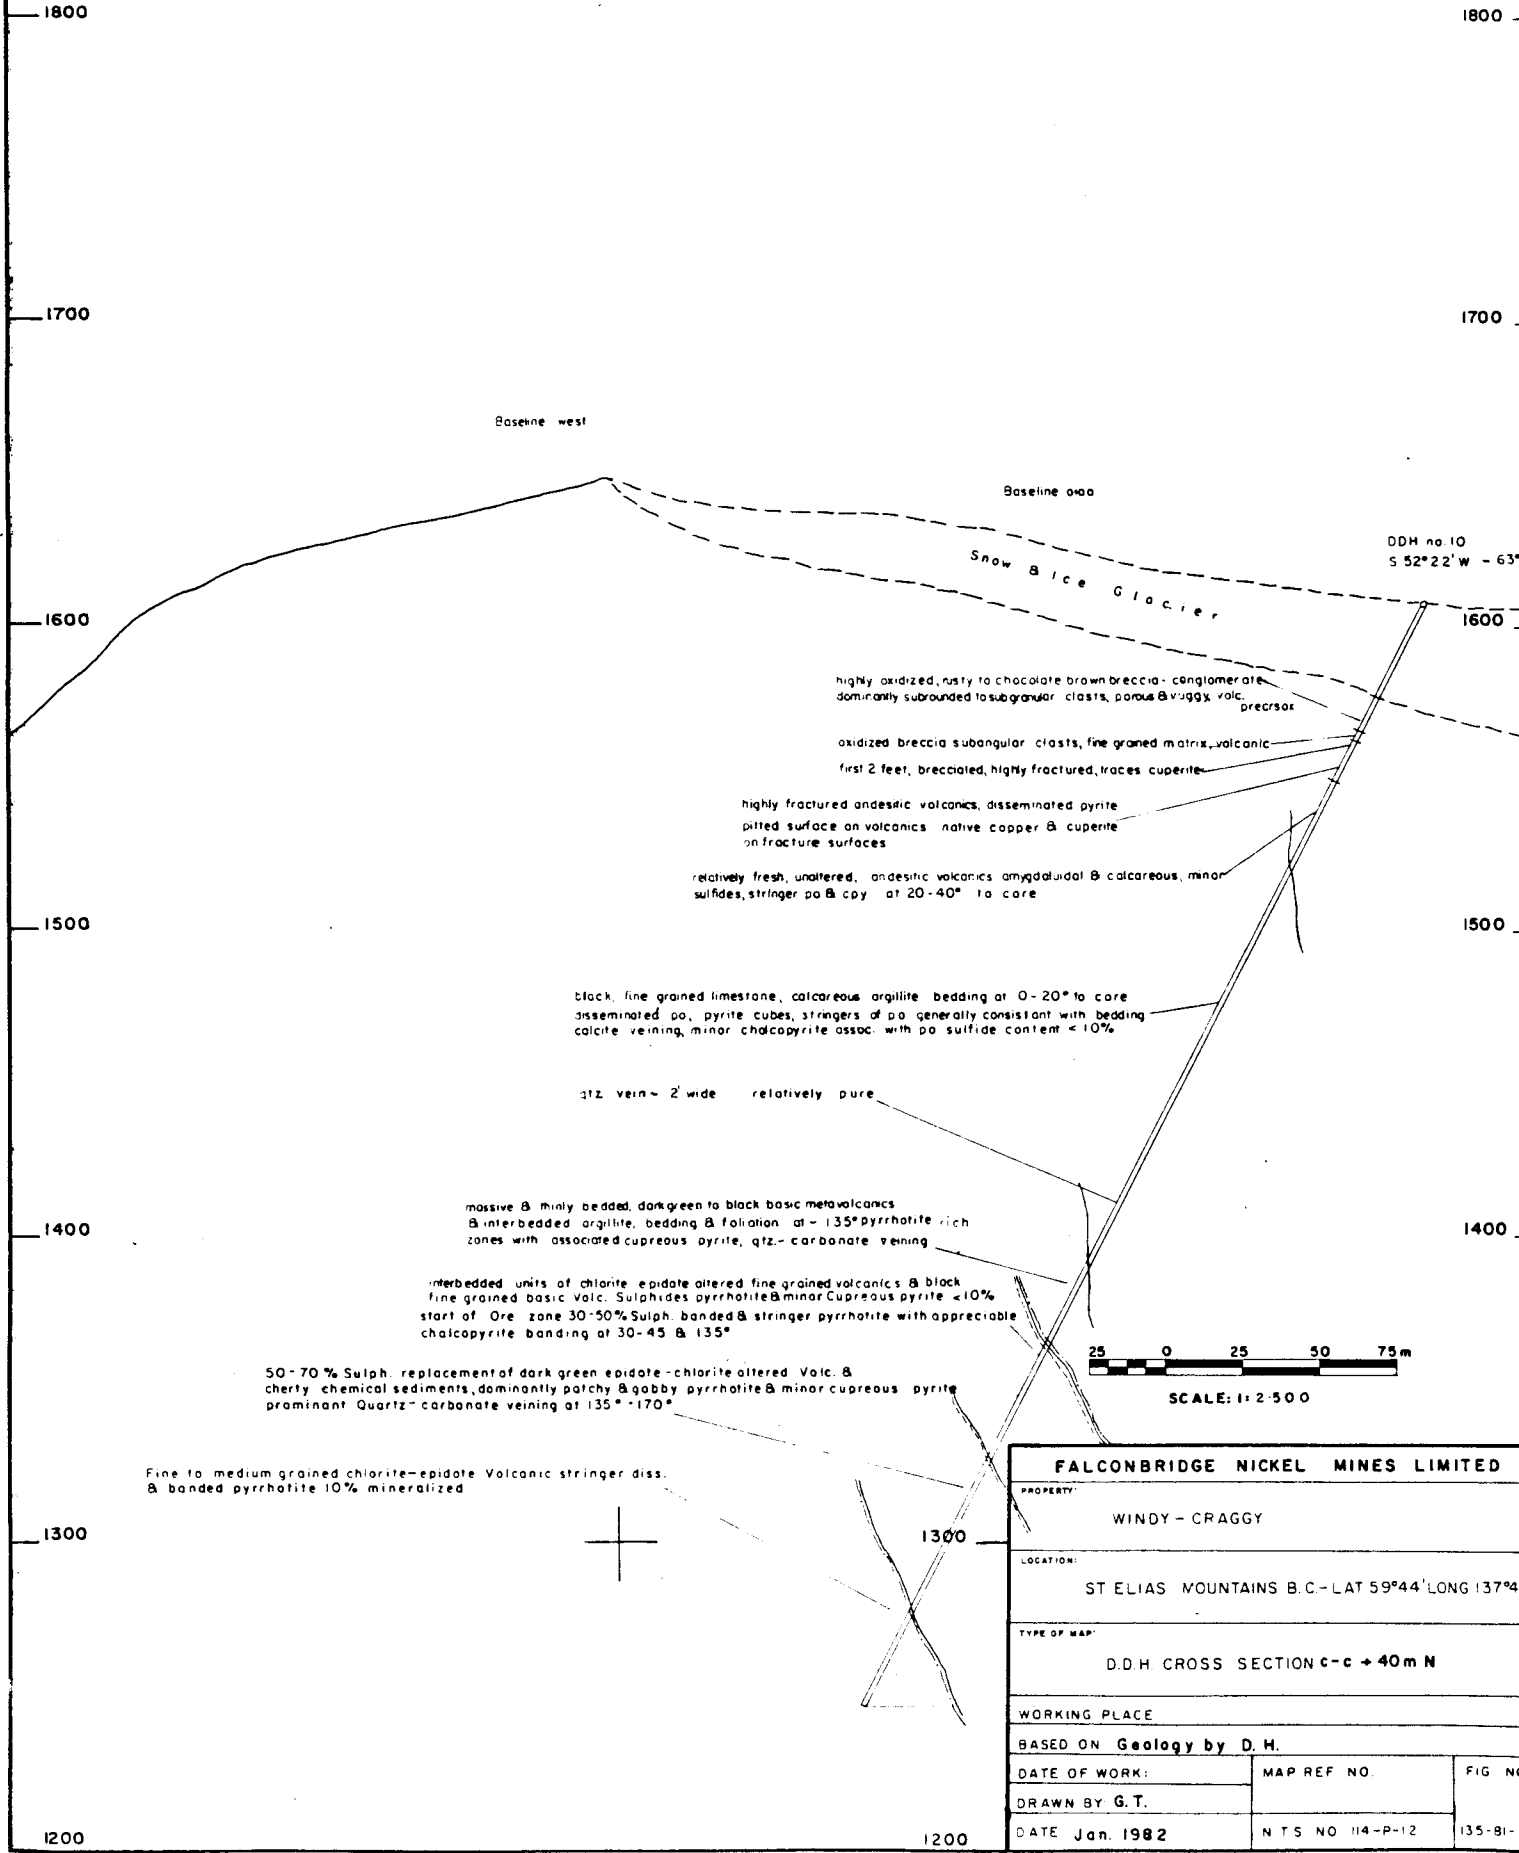 1800
1800
1700
1700
Baseline west
Baseline 0+00
DDH no. 10
S 52°22' W - 63°
Snow & Ice Glacier
1600
1600
highly oxidized, rusty to chocolate brown breccia - conglomerate
dominantly subrounded to subgranular clasts, porous & vuggy, volc.
precrsox
oxidized breccia subangular clasts, fine grained matrix, volcanic
first 2 feet, brecciated, highly fractured, traces cuperite
highly fractured andesitic volcanics, disseminated pyrite
pitted surface on volcanics native copper & cuperite
on fracture surfaces
relatively fresh, unaltered, andesitic volcanics amygdaluidal & calcareous, minor
sulfides, stringer po & cpy at 20-40° to core
1500
1500
black, fine grained limestone, calcareous argillite bedding at 0-20° to core
disseminated po, pyrite cubes, stringers of po generally consistant with bedding
calcite veining, minor chalcopyrite assoc. with po sulfide content < 10%
qtz vein ~ 2' wide relatively pure
massive & thinly bedded, darkgreen to black basic metavolcanics
& interbedded argillite, bedding & foliation at ~ 135° pyrrhotite rich
zones with associated cupreous pyrite, qtz.- carbonate veining
1400
1400
interbedded units of chlorite epidote altered fine grained volcanics & black
fine grained basic Volc. Sulphides pyrrhotite & minor Cupreous pyrite <10%
start of Ore zone 30-50% Sulph. banded & stringer pyrrhotite with appreciable
chalcopyrite banding at 30-45 & 135°
25 0 25 50 75 m
SCALE: 1: 2500
50-70 % Sulph. replacement of dark green epidote-chlorite altered Volc. &
cherty chemical sediments, dominantly patchy & gobby pyrrhotite & minor cupreous pyrite
prominant Quartz-carbonate veining at 135° -170°
Fine to medium grained chlorite-epidote Volcanic stringer diss.
& banded pyrrhotite 10% mineralized
1300
1300
FALCONBRIDGE NICKEL MINES LIMITED
PROPERTY:
WINDY - CRAGGY
LOCATION:
ST ELIAS MOUNTAINS B.C.- LAT 59°44' LONG 137°4
TYPE OF MAP:
D.D.H. CROSS SECTION c-c + 40m N
WORKING PLACE
BASED ON Geology by D. H.
DATE OF WORK:
MAP REF NO.
FIG NO
DRAWN BY G.T.
DATE Jan. 1982
N T S NO 114-P-12
135-81-
1200
1200